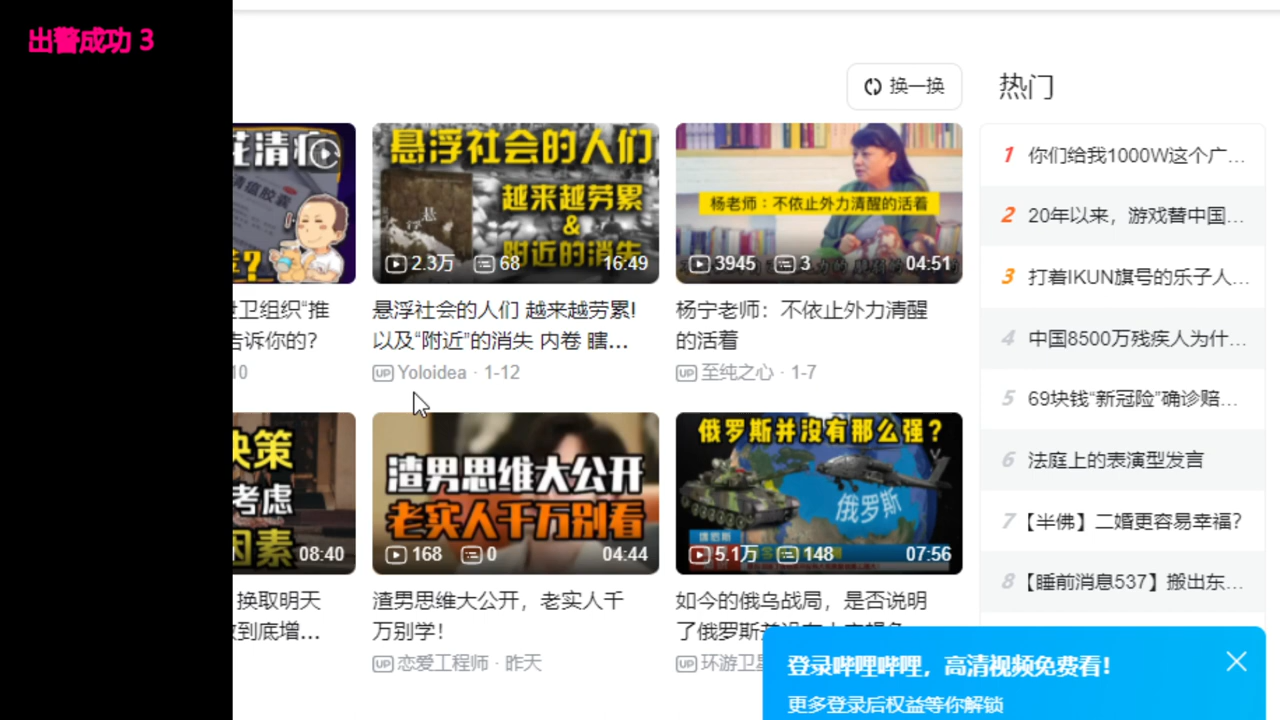 出警成功 3
换一换
热门
悬浮社会的人们
越来越劳累
&
附近的消失
2.3万 68 16:49
杨老师：不依止外力清醒的活着
3945 3 04:51
卫组织“推
告诉你的？
10
悬浮社会的人们 越来越劳累!
以及“附近”的消失 内卷 瞎...
UP Yoloidea · 1-12
杨宁老师：不依止外力清醒
的活着
UP 至纯之心 · 1-7
决策
考虑
因素
08:40
渣男思维大公开
老实人千万别看
168 0 04:44
俄罗斯并没有那么强？
俄罗斯
5.1万 148 07:56
换取明天
到底增...
渣男思维大公开，老实人千
万别学！
UP 恋爱工程师 · 昨天
如今的俄乌战局，是否说明
了俄罗斯
UP 环游卫
1 你们给我1000W这个广...
2 20年以来，游戏替中国...
3 打着IKUN旗号的乐子人...
4 中国8500万残疾人为什...
5 69块钱“新冠险”确诊赔...
6 法庭上的表演型发言
7 【半佛】二婚更容易幸福？
8 【睡前消息537】搬出东...
登录哔哩哔哩，高清视频免费看！
更多登录后权益等你解锁